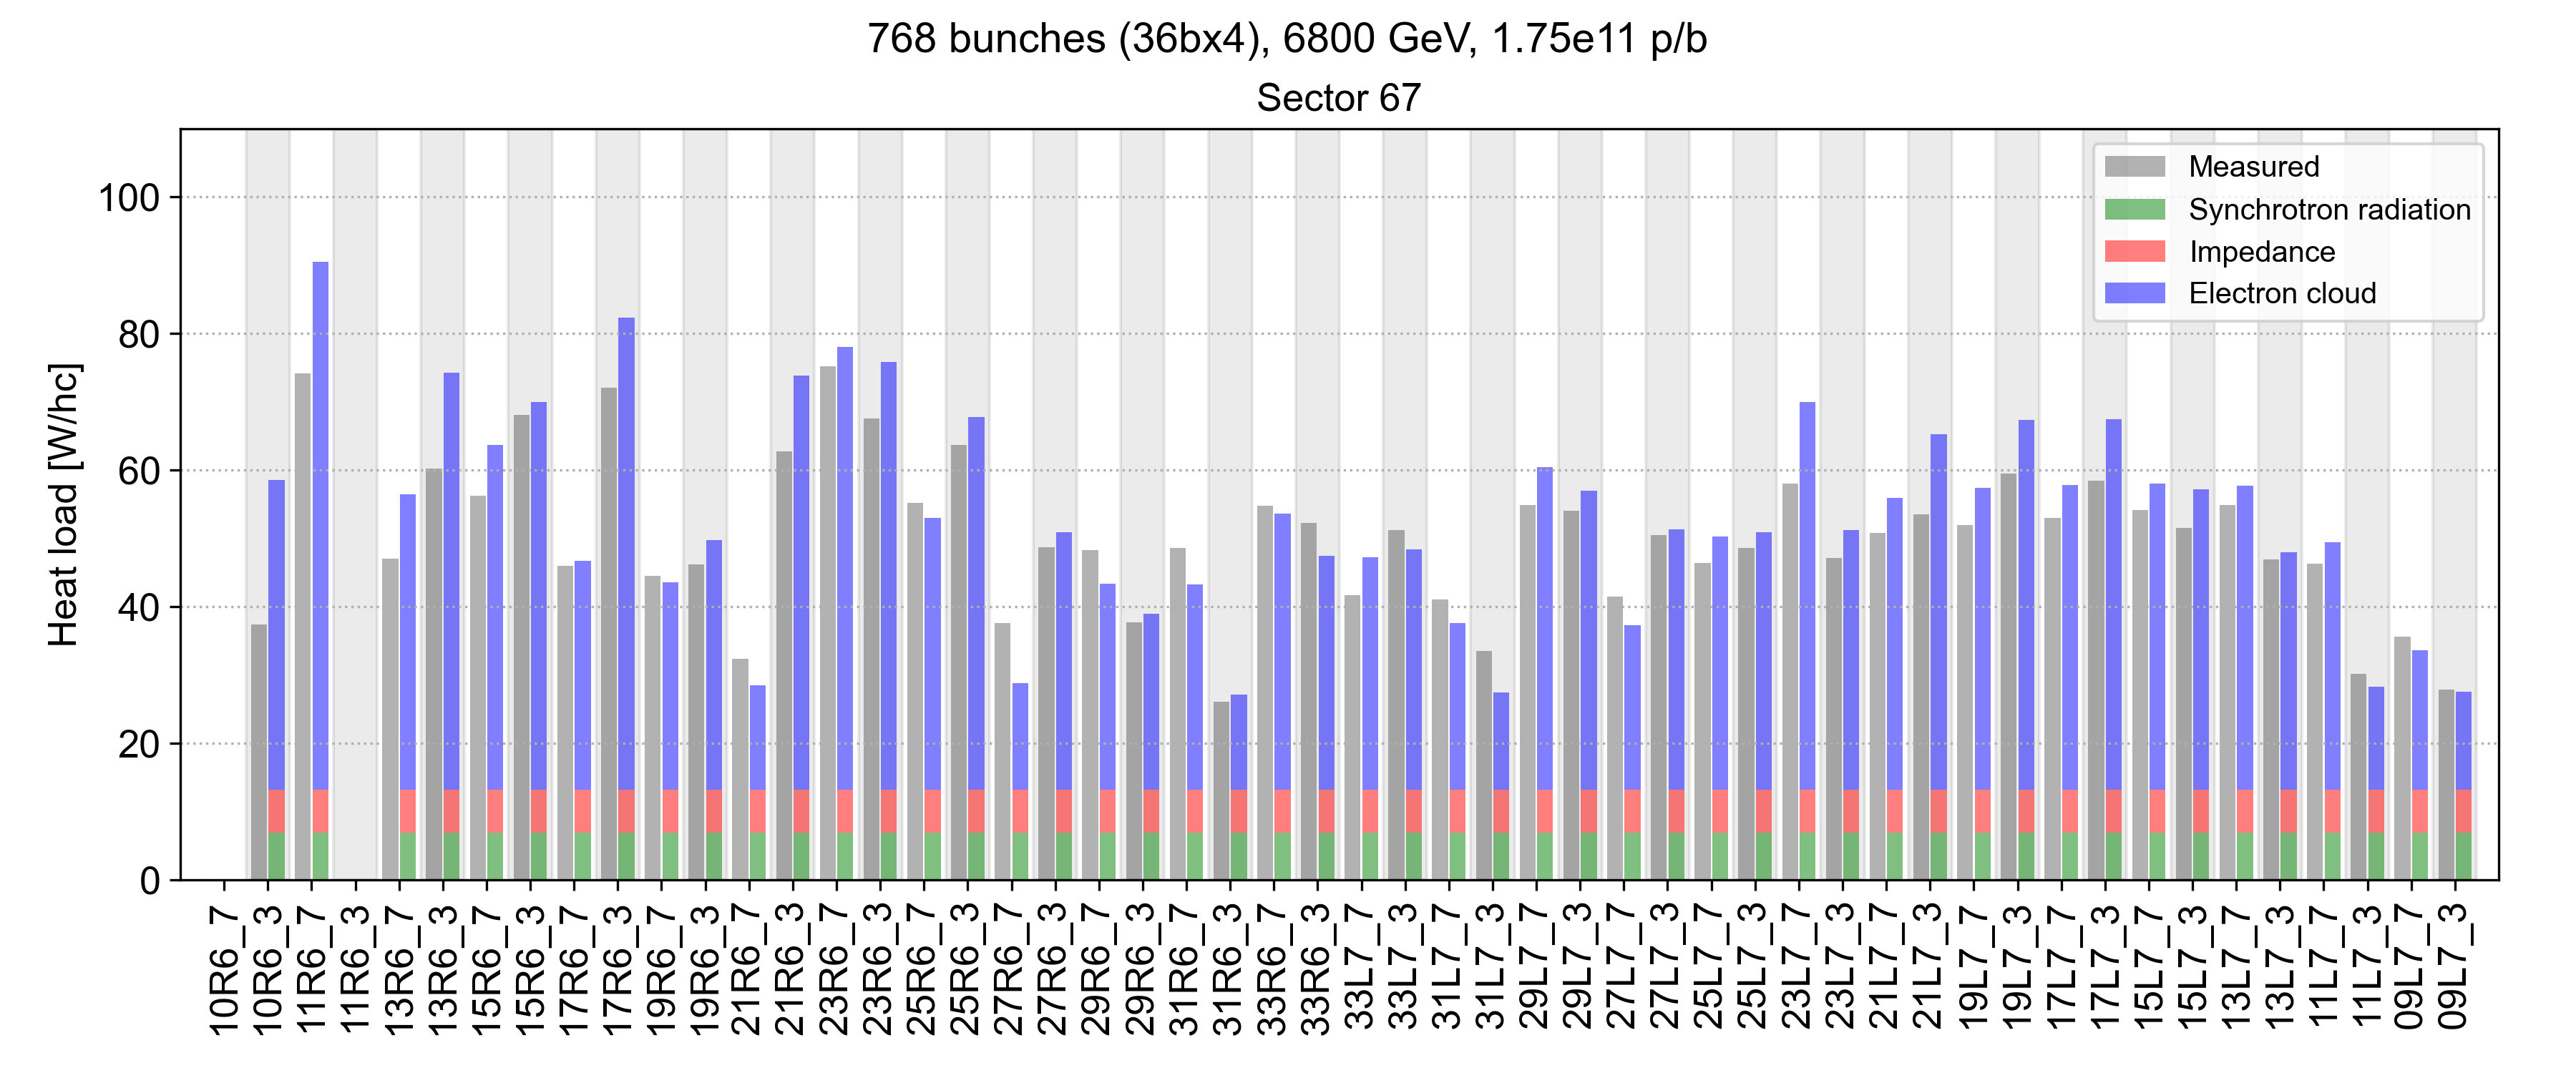 768 bunches (36bx4), 6800 GeV, 1.75e11 p/b
Sector 67
Heat load [W/hc]
100
80
60
40
20
0
Measured
Synchrotron radiation
Impedance
Electron cloud
10R6_7
10R6_3
11R6_7
11R6_3
13R6_7
13R6_3
15R6_7
15R6_3
17R6_7
17R6_3
19R6_7
19R6_3
21R6_7
21R6_3
23R6_7
23R6_3
25R6_7
25R6_3
27R6_7
27R6_3
29R6_7
29R6_3
31R6_7
31R6_3
33R6_7
33R6_3
33L7_7
33L7_3
31L7_7
31L7_3
29L7_7
29L7_3
27L7_7
27L7_3
25L7_7
25L7_3
23L7_7
23L7_3
21L7_7
21L7_3
19L7_7
19L7_3
17L7_7
17L7_3
15L7_7
15L7_3
13L7_7
13L7_3
11L7_7
11L7_3
09L7_7
09L7_3